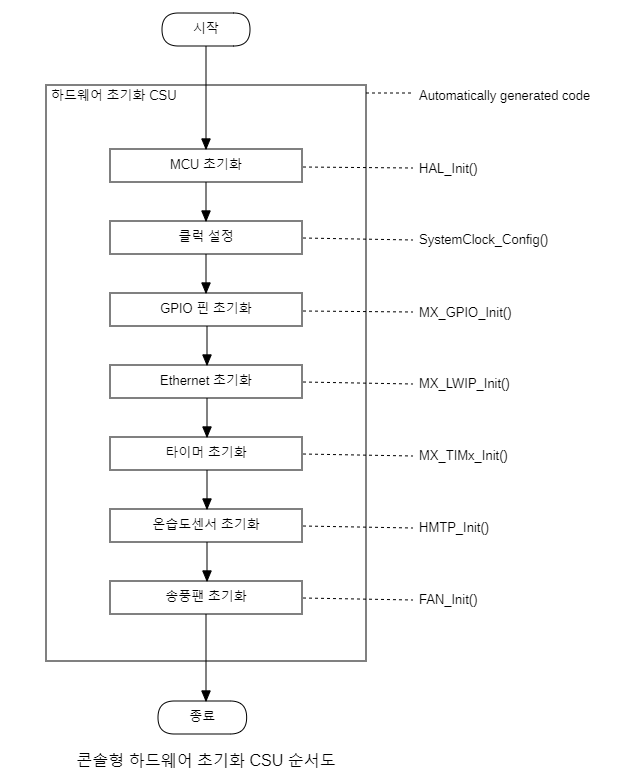 시작
하드웨어 초기화 CSU
Automatically generated code
MCU 초기화
HAL_Init()
클럭 설정
SystemClock_Config()
GPIO 핀 초기화
MX_GPIO_Init()
Ethernet 초기화
MX_LWIP_Init()
타이머 초기화
MX_TIMx_Init()
온습도센서 초기화
HMTP_Init()
송풍팬 초기화
FAN_Init()
종료
콘솔형 하드웨어 초기화 CSU 순서도